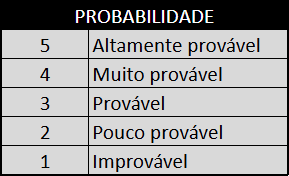 PROBABILIDADE
5 Altamente provável
4 Muito provável
3 Provável
2 Pouco provável
1 Improvável